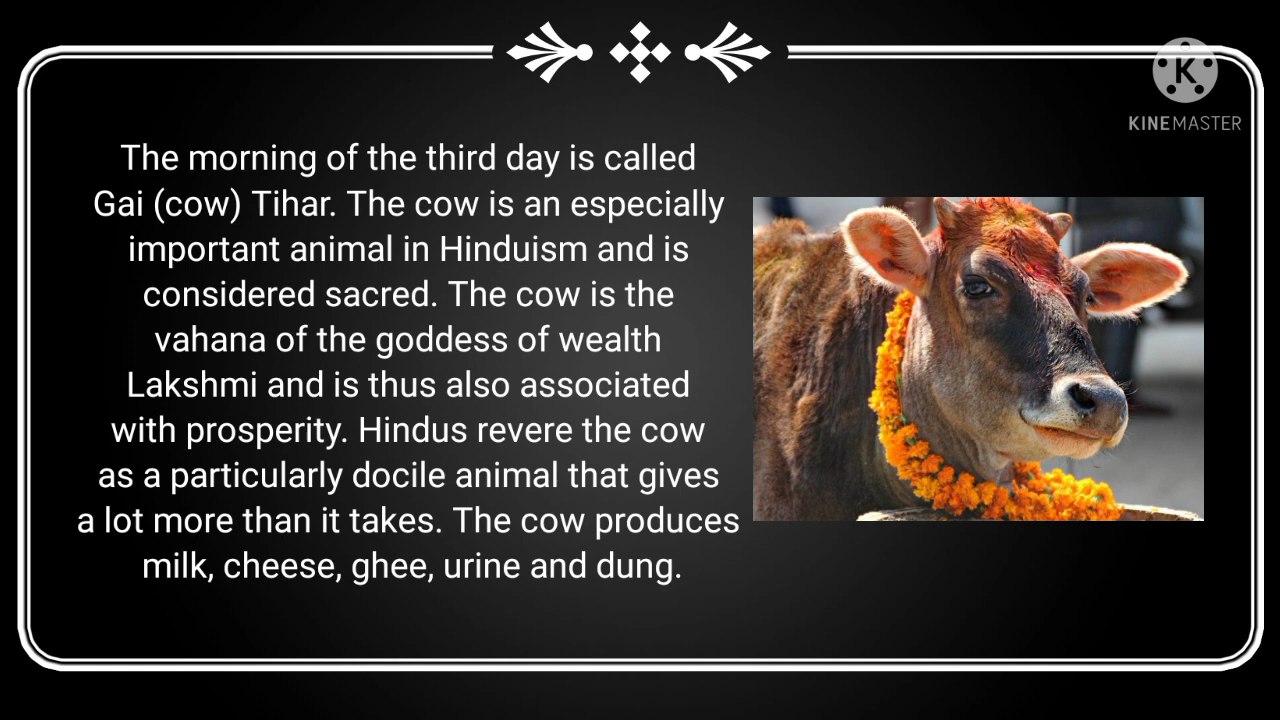 K
KINEMASTER
The morning of the third day is called
Gai (cow) Tihar. The cow is an especially
important animal in Hinduism and is
considered sacred. The cow is the
vahana of the goddess of wealth
Lakshmi and is thus also associated
with prosperity. Hindus revere the cow
as a particularly docile animal that gives
a lot more than it takes. The cow produces
milk, cheese, ghee, urine and dung.